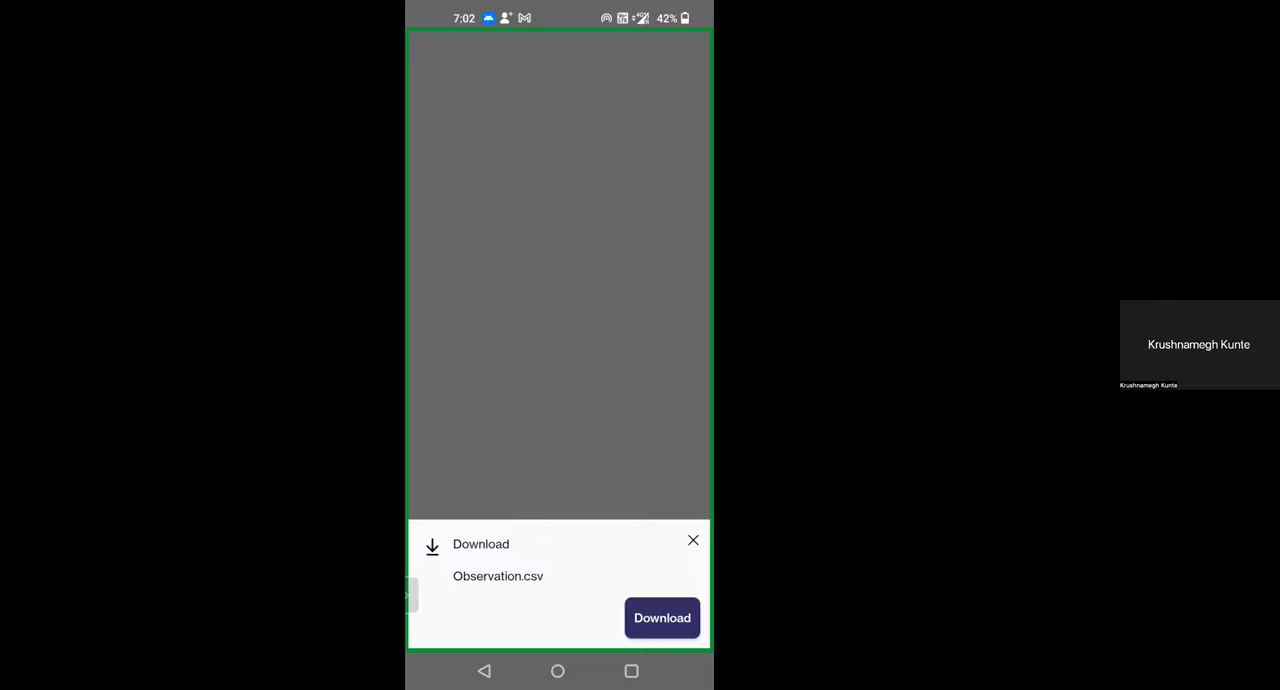 7:02
42%
Download
Observation.csv
Download
Krushnamegh Kunte
Krushnamegh Kunte